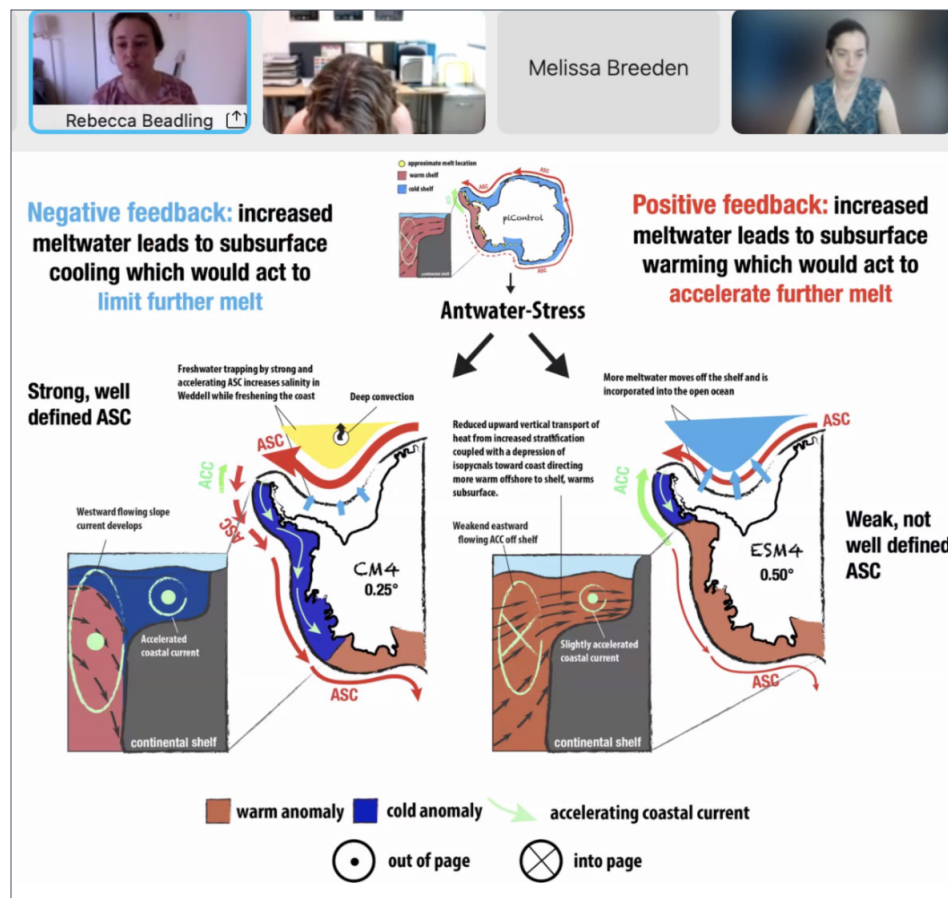 Rebecca Beadling
Melissa Breeden
approximate melt location
warm shelf
cold shelf
ASC
ASC
ASC
piControl
continental shelf
Negative feedback: increased
meltwater leads to subsurface
cooling which would act to
limit further melt
Positive feedback: increased
meltwater leads to subsurface
warming which would act to
accelerate further melt
Antwater-Stress
Strong, well
defined ASC
Freshwater trapping by strong and
accelerating ASC increases salinity in
Weddell while freshening the coast
Deep convection
ASC
ACC
ASC
Westward flowing slope
current develops
CM4
0.25°
Accelerated
coastal current
ASC
continental shelf
More meltwater moves off the shelf and is
incorporated into the open ocean
Reduced upward vertical transport of
heat from increased stratification
coupled with a depression of
isopycnals toward coast directing
more warm offshore to shelf, warms
subsurface.
ASC
ACC
Weakend eastward
flowing ACC off shelf
ESM4
0.50°
Weak, not
well defined
ASC
Slightly accelerated
coastal current
ASC
continental shelf
warm anomaly
cold anomaly
accelerating coastal current
out of page
into page